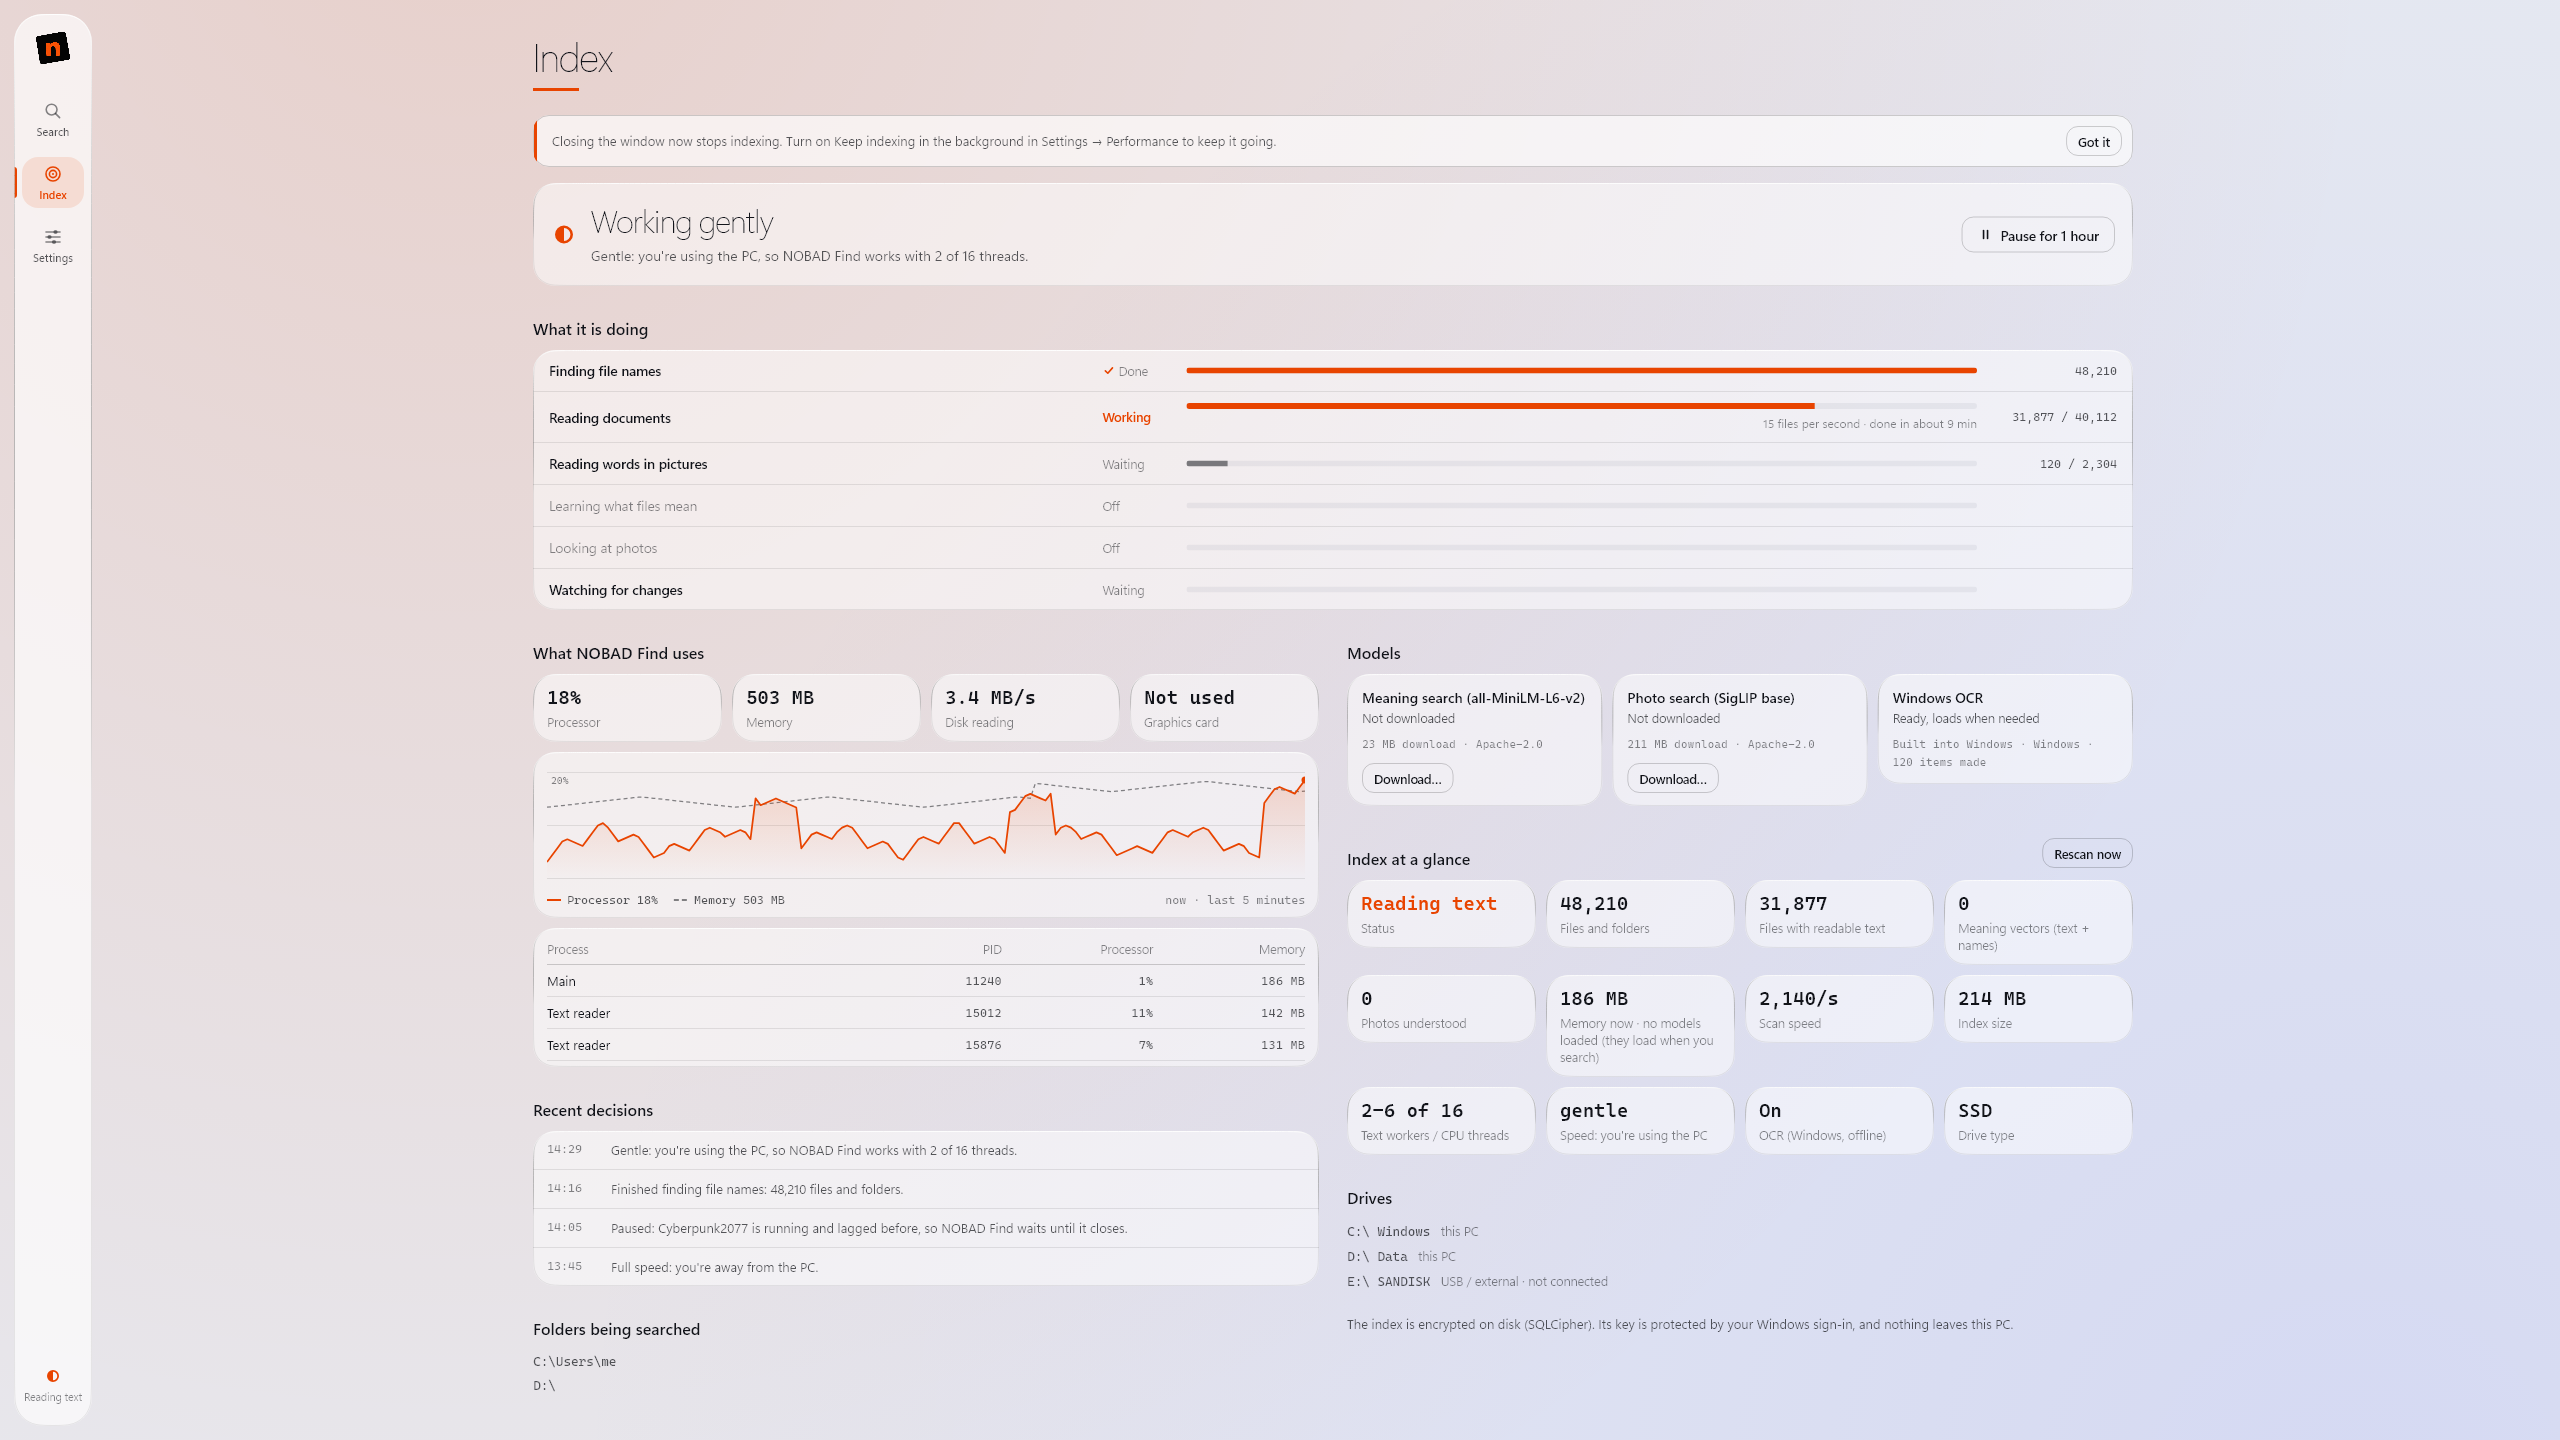 n
Search
Index
Settings
Reading text
Index
Closing the window now stops indexing. Turn on Keep indexing in the background in Settings → Performance to keep it going.
Got it
Working gently
Gentle: you're using the PC, so NOBAD Find works with 2 of 16 threads.
Pause for 1 hour
What it is doing
Finding file names Done 48,210
Reading documents Working 31,877 / 40,112
15 files per second · done in about 9 min
Reading words in pictures Waiting 120 / 2,304
Learning what files mean Off
Looking at photos Off
Watching for changes Waiting
What NOBAD Find uses
18% 503 MB 3.4 MB/s Not used
Processor Memory Disk reading Graphics card
20%
Processor 18% Memory 503 MB now · last 5 minutes
Process PID Processor Memory
Main 11240 1% 186 MB
Text reader 15012 11% 142 MB
Text reader 15876 7% 131 MB
Recent decisions
14:29 Gentle: you're using the PC, so NOBAD Find works with 2 of 16 threads.
14:16 Finished finding file names: 48,210 files and folders.
14:05 Paused: Cyberpunk2077 is running and lagged before, so NOBAD Find waits until it closes.
13:45 Full speed: you're away from the PC.
Folders being searched
C:\Users\me
D:\
Models
Meaning search (all-MiniLM-L6-v2)
Not downloaded
23 MB download · Apache-2.0
Download...
Photo search (SigLIP base)
Not downloaded
211 MB download · Apache-2.0
Download...
Windows OCR
Ready, loads when needed
Built into Windows · Windows ·
120 items made
Index at a glance
Rescan now
Reading text
Status
48,210
Files and folders
31,877
Files with readable text
0
Meaning vectors (text +
names)
0
Photos understood
186 MB
Memory now · no models
loaded (they load when you
search)
2,140/s
Scan speed
214 MB
Index size
2–6 of 16
Text workers / CPU threads
gentle
Speed: you're using the PC
On
OCR (Windows, offline)
SSD
Drive type
Drives
C:\ Windows this PC
D:\ Data this PC
E:\ SANDISK USB / external · not connected
The index is encrypted on disk (SQLCipher). Its key is protected by your Windows sign-in, and nothing leaves this PC.